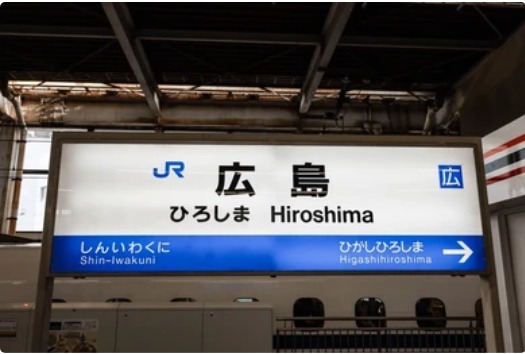 JR 広島 広
ひろしま Hiroshima
しんいわくに ひがしひろしま →
Shin-Iwakuni Higashihiroshima